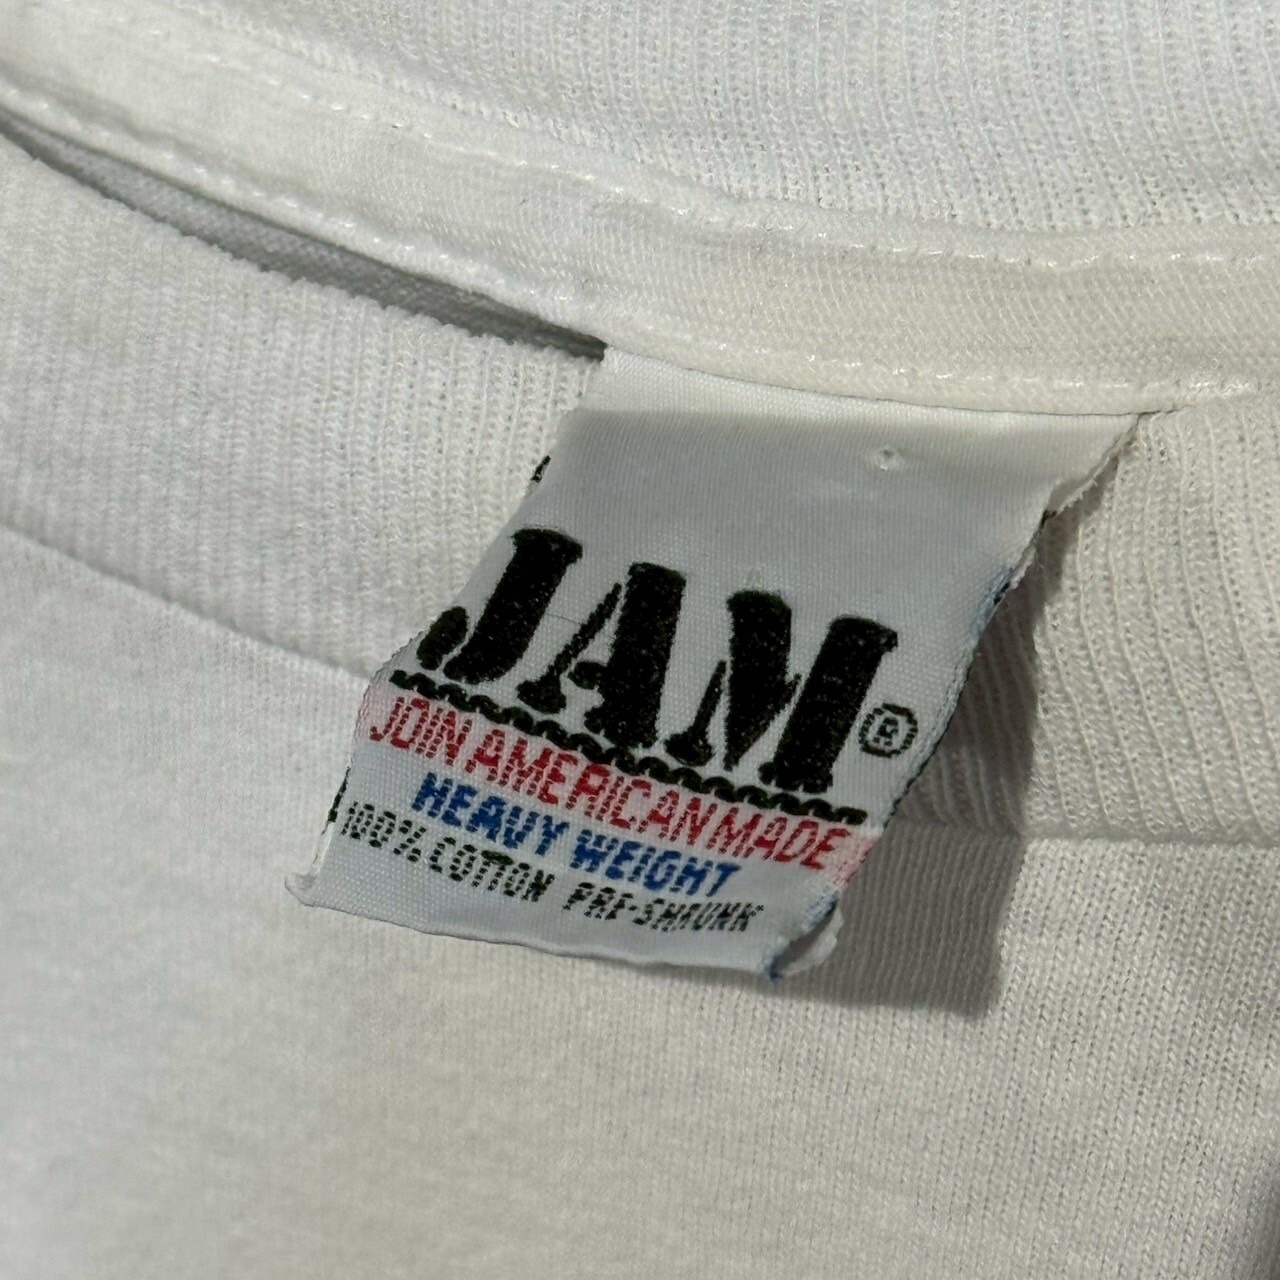 JAM®
JOIN AMERICAN MADE
HEAVY WEIGHT
100% COTTON PRE-SHRUNK